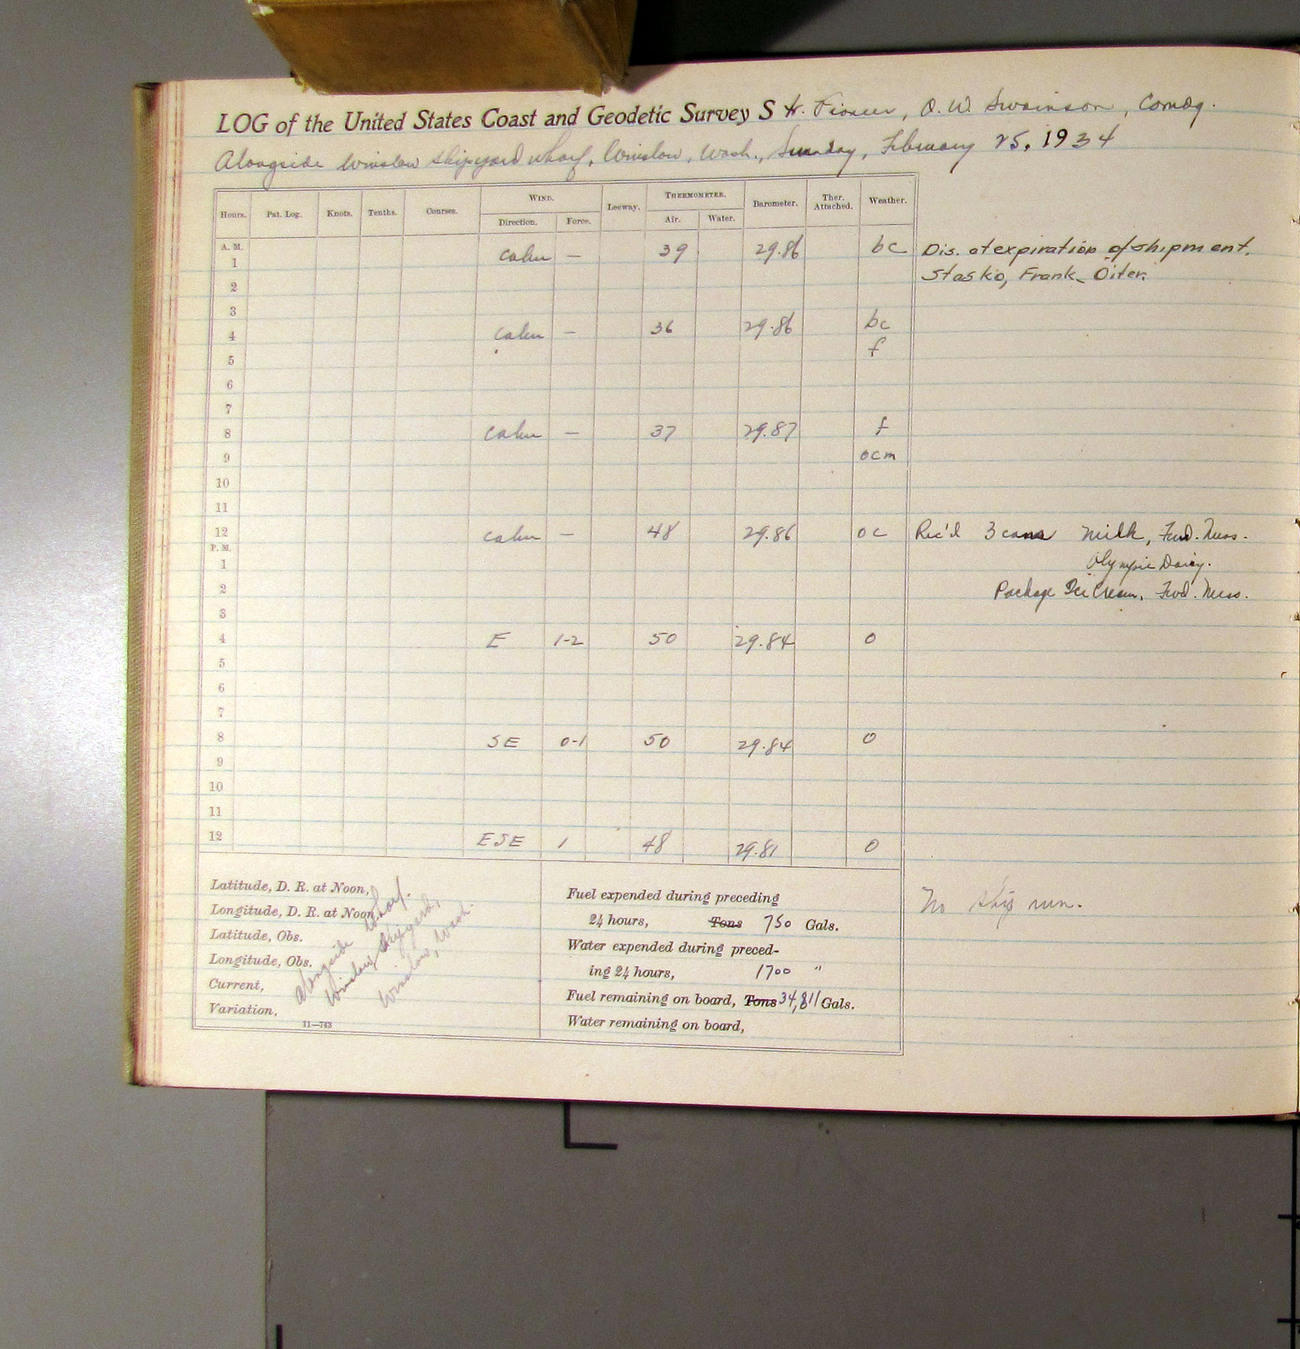 LOG of the United States Coast and Geodetic Survey S tr. Pioneer, O. W. Swainson, Comdg.
Alongside Winslow Shipyard Wharf, Winslow, Wash., Sunday, February 25, 1934
Hours. Pat. Log. Knots. Tenths. Courses. WIND. Direction. Force. Leeway. THERMOMETER. Air. Water. Barometer. Ther. Attached. Weather.
A. M.
1 calm — 39 29.86 bc Dis. at expiration of shipment.
2 Stasko, Frank - Oiler.
3
4 calm — 36 29.86 bc
5 f
6
7
8 calm — 37 29.87 f
9 ocm
10
11
12 calm — 48 29.86 oc Rec'd 3 cans Milk, Fwd. Mess.
P. M.
1 Olympic Dairy.
2 Package Ice Cream, Fwd. Mess.
3
4 E 1-2 50 29.84 o
5
6
7
8 SE 0-1 50 29.84 o
9
10
11
12 ESE 1 48 29.81 o
Latitude, D. R. at Noon,
Longitude, D. R. at Noon,
Latitude, Obs.
Longitude, Obs.
Current,
Variation,
11—763
Alongside Wharf.
Winslow Shipyard,
Winslow, Wash.
Fuel expended during preceding
24 hours, Tons 750 Gals.
Water expended during preced-
ing 24 hours, 1700 "
Fuel remaining on board, Tons 34,811 Gals.
Water remaining on board,
No ship run.